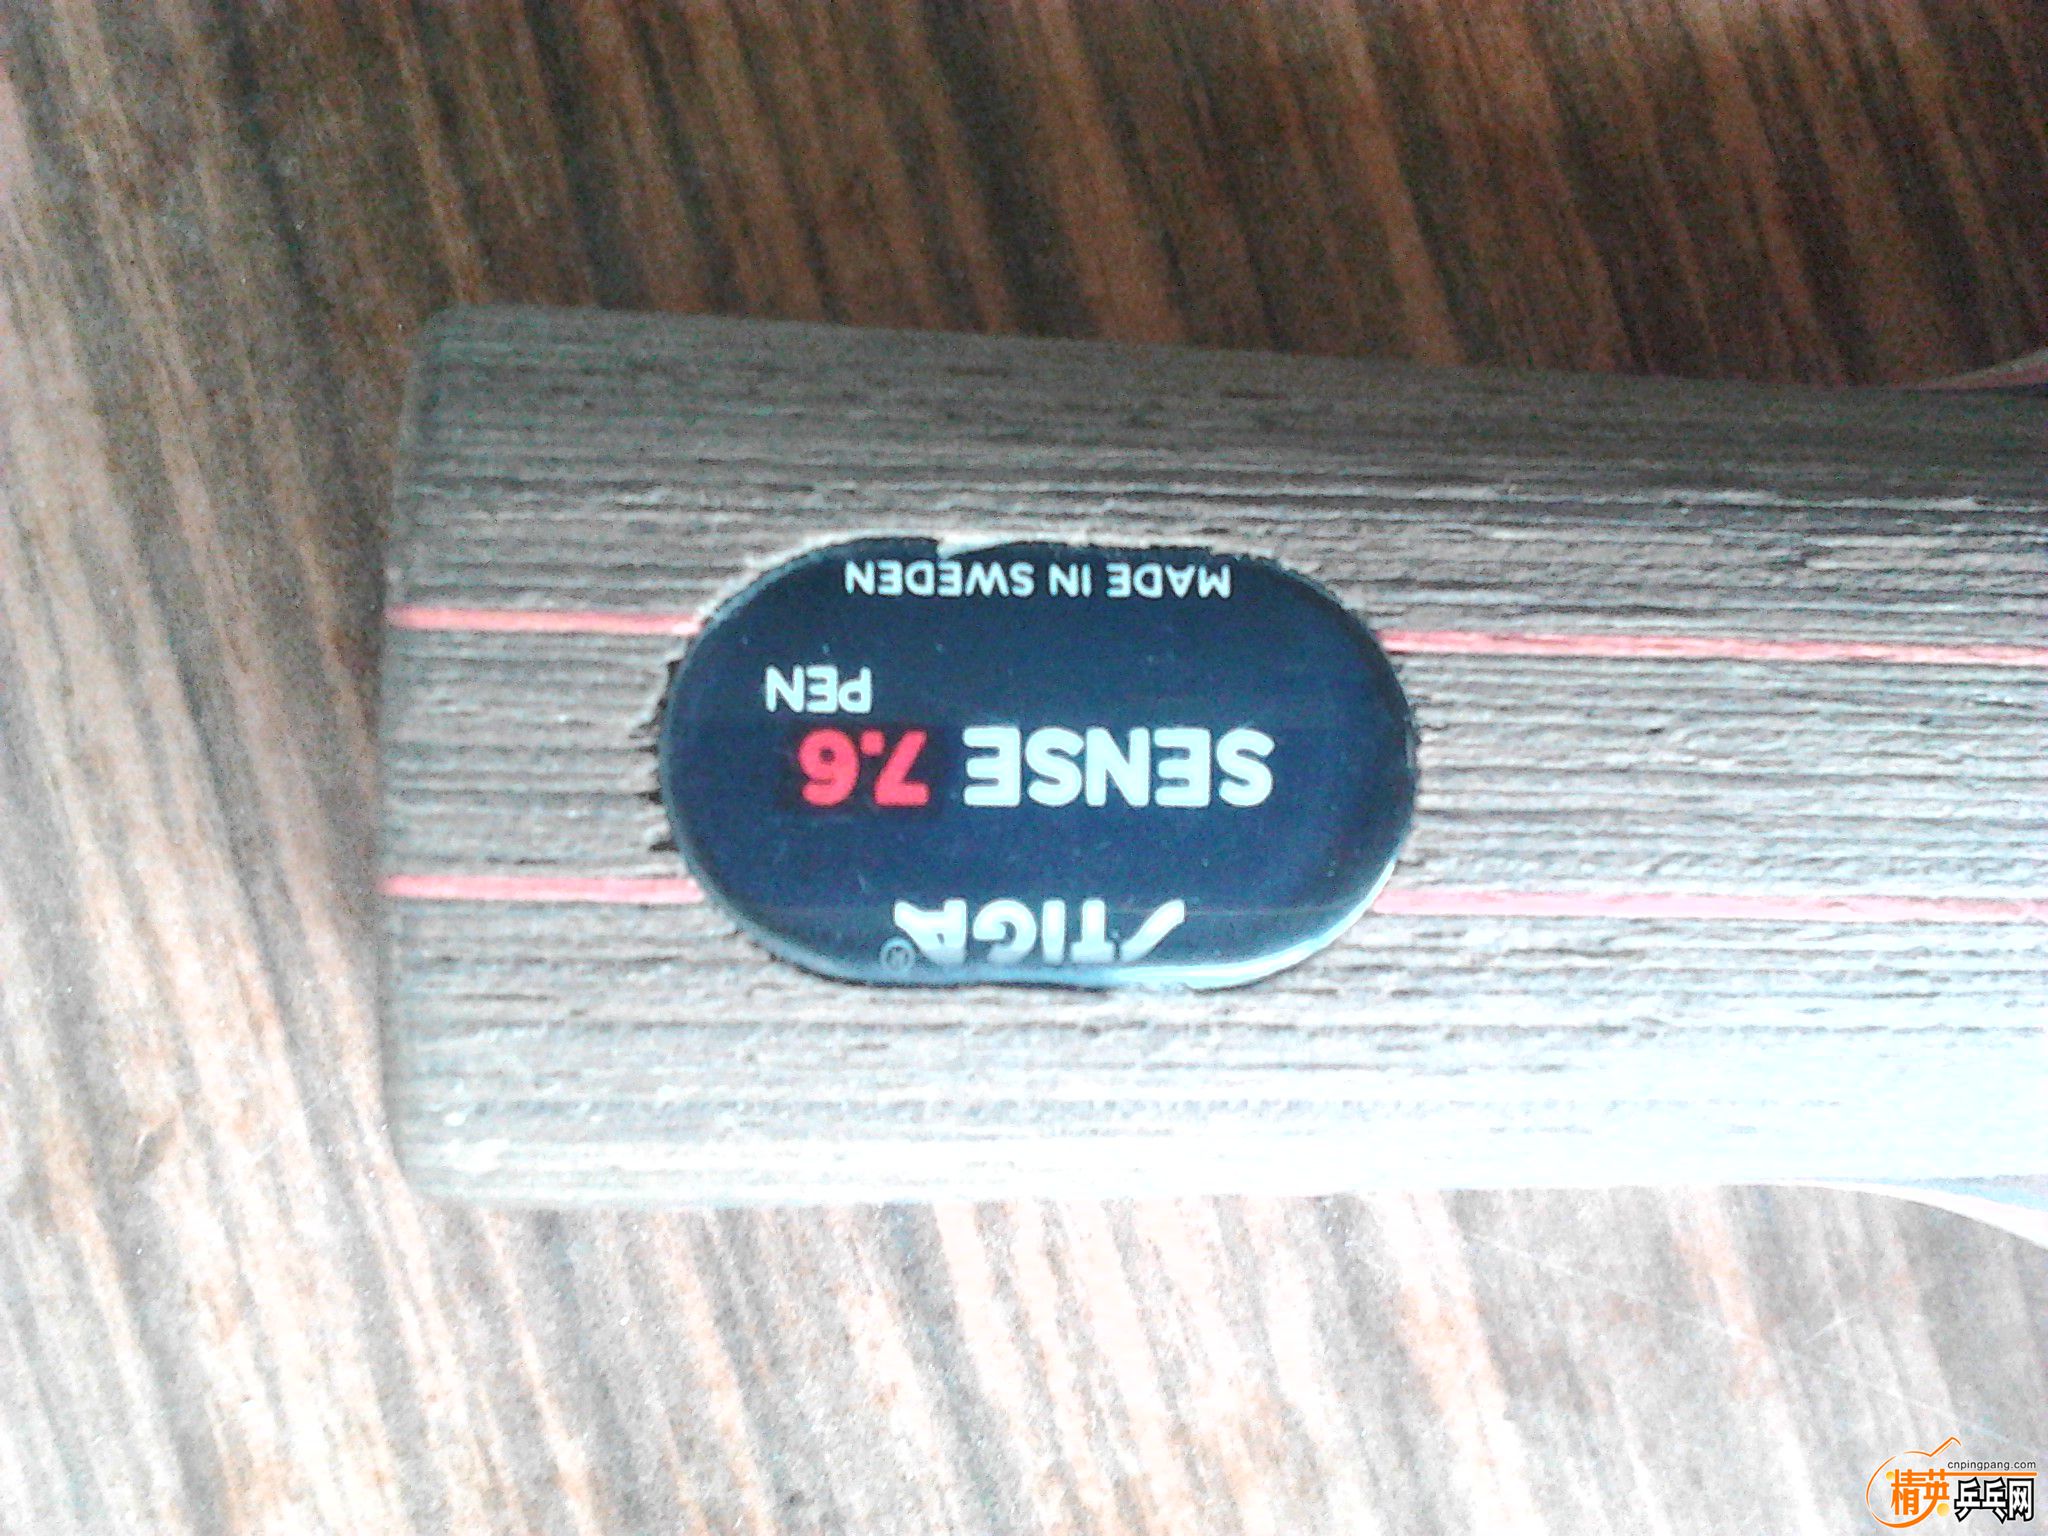 STIGA®
SENSE 7.6
PEN
MADE IN SWEDEN
cnpingpang.com
精英乒乓网